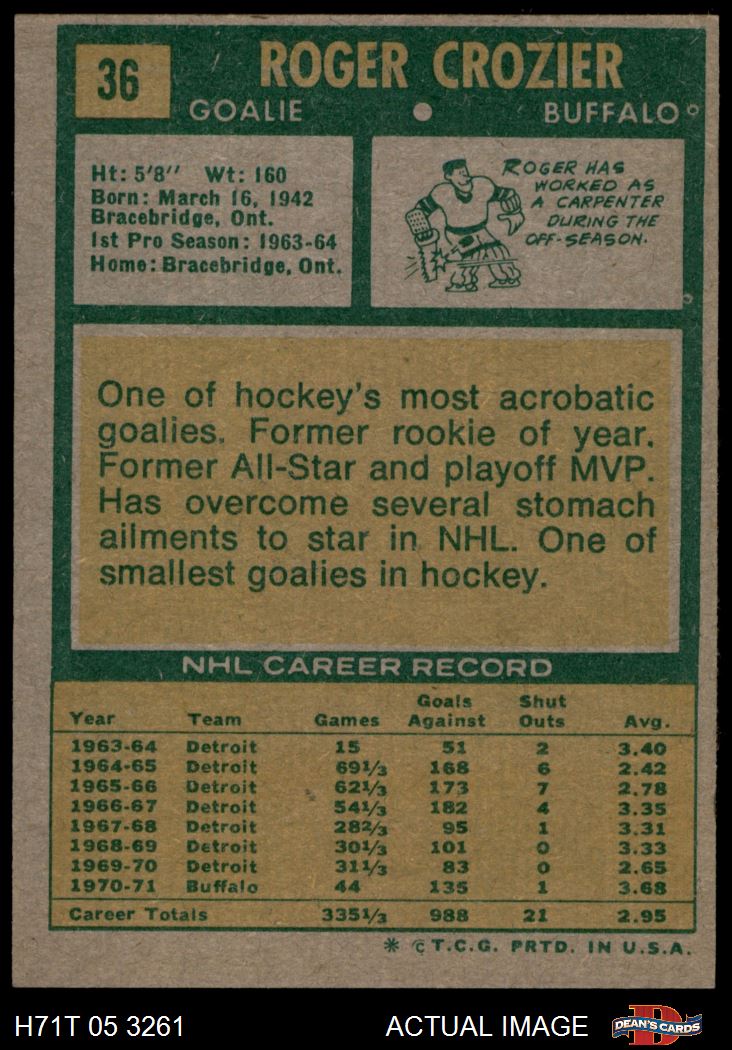 36
ROGER CROZIER
GOALIE
BUFFALO
Ht: 5'8'' Wt: 160
Born: March 16, 1942
Bracebridge, Ont.
1st Pro Season: 1963-64
Home: Bracebridge, Ont.
ROGER HAS
WORKED AS
A CARPENTER
DURING THE
OFF-SEASON.
One of hockey's most acrobatic
goalies. Former rookie of year.
Former All-Star and playoff MVP.
Has overcome several stomach
ailments to star in NHL. One of
smallest goalies in hockey.
NHL CAREER RECORD
Year Team Games Goals Against Shut Outs Avg.
1963-64 Detroit 15 51 2 3.40
1964-65 Detroit 691/3 168 6 2.42
1965-66 Detroit 621/3 173 7 2.78
1966-67 Detroit 541/3 182 4 3.35
1967-68 Detroit 282/3 95 1 3.31
1968-69 Detroit 301/3 101 0 3.33
1969-70 Detroit 311/3 83 0 2.65
1970-71 Buffalo 44 135 1 3.68
Career Totals 3351/3 988 21 2.95
* © T.C.G. PRTD. IN U.S.A.
H71T 05 3261
ACTUAL IMAGE
D
DEAN'S CARDS